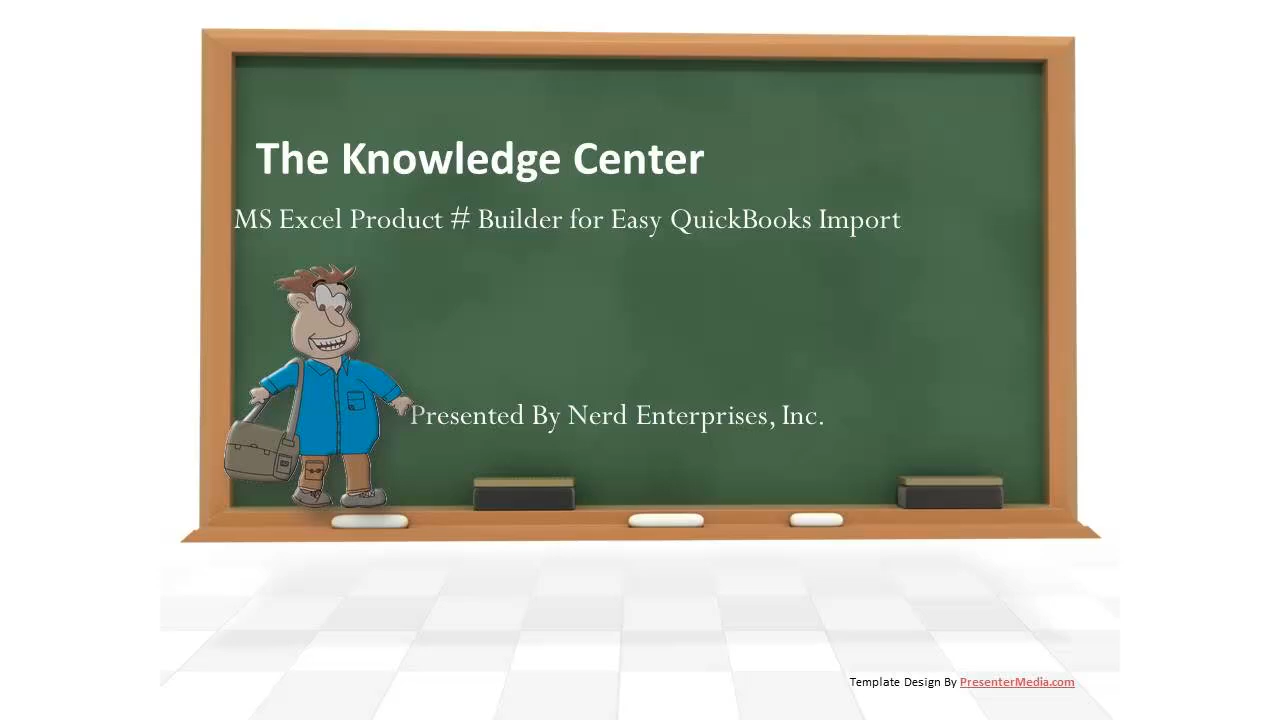 The Knowledge Center
MS Excel Product # Builder for Easy QuickBooks Import
Presented By Nerd Enterprises, Inc.
Template Design By PresenterMedia.com